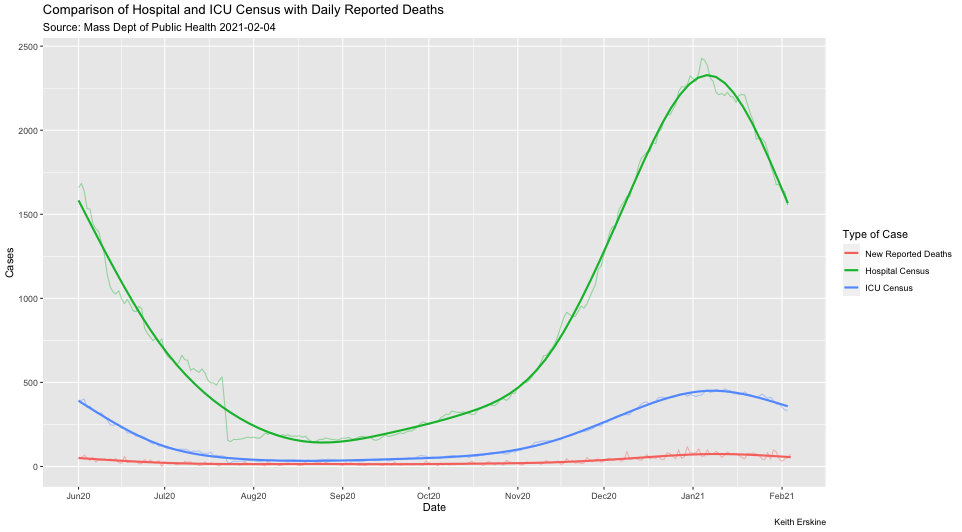 Comparison of Hospital and ICU Census with Daily Reported Deaths
Source: Mass Dept of Public Health 2021-02-04
2500
2000
1500
1000
500
0
Cases
Jun20 Jul20 Aug20 Sep20 Oct20 Nov20 Dec20 Jan21 Feb21
Date
Type of Case
New Reported Deaths
Hospital Census
ICU Census
Keith Erskine